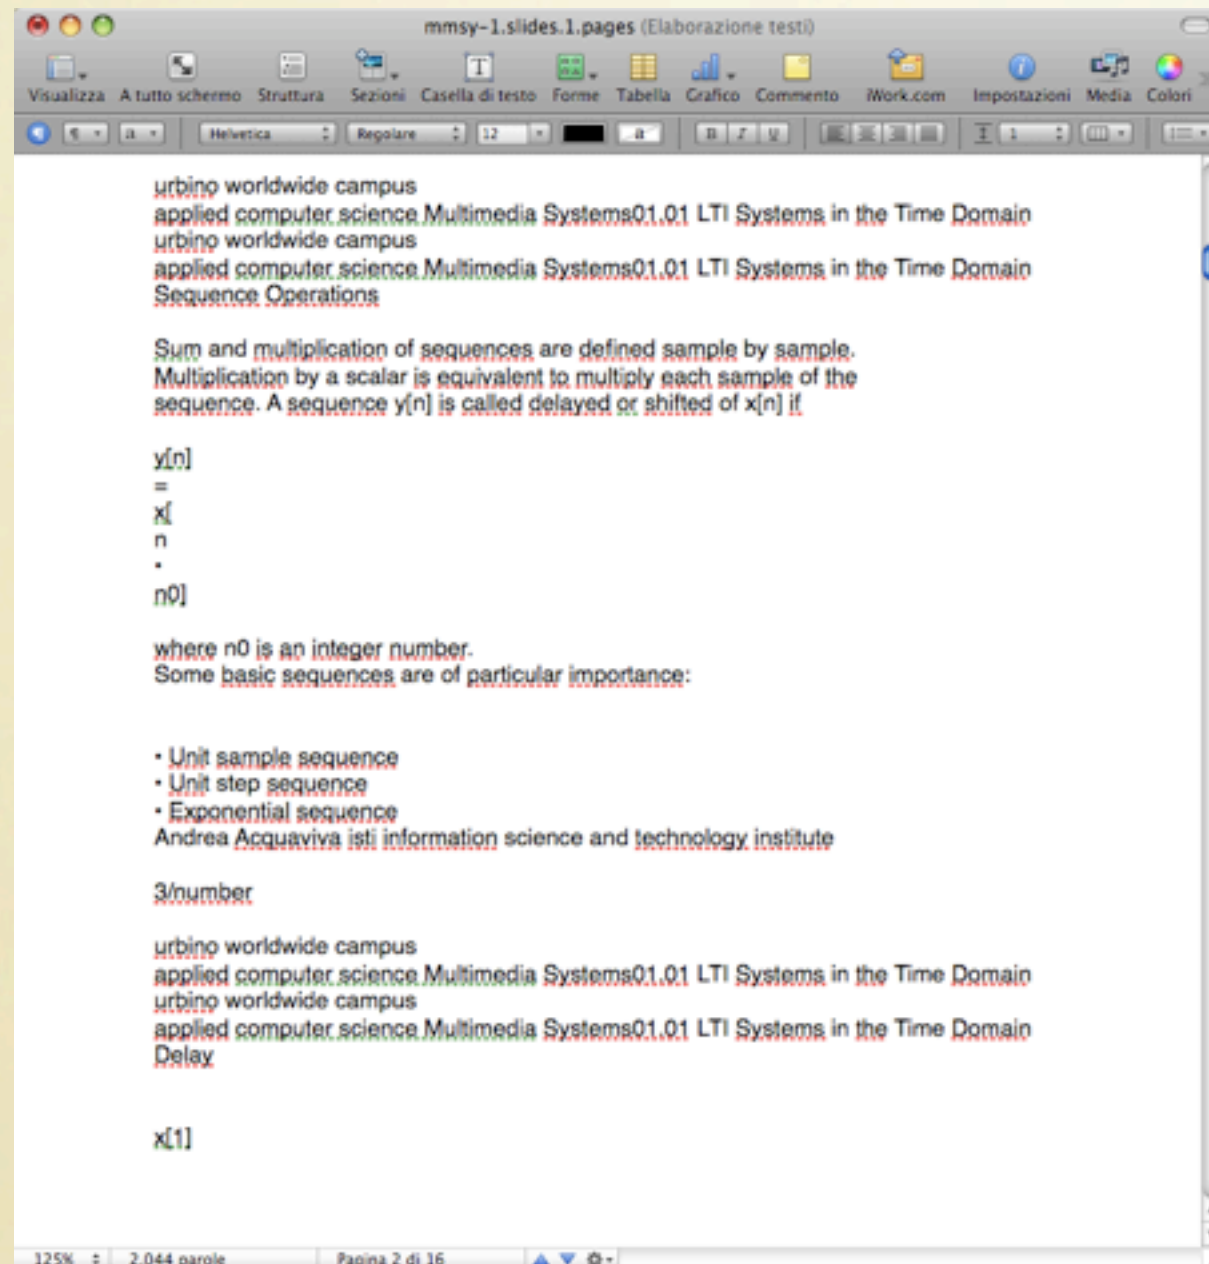 mmsy-1.slides.1.pages (Elaborazione testi)
Visualizza A tutto schermo Struttura Sezioni Casella di testo Forme Tabella Grafico Commento iWork.com Impostazioni Media Colori
¶ a Helvetica Regolare 12 a B I U 1
urbino worldwide campus
applied computer science Multimedia Systems01.01 LTI Systems in the Time Domain
urbino worldwide campus
applied computer science Multimedia Systems01.01 LTI Systems in the Time Domain
Sequence Operations
Sum and multiplication of sequences are defined sample by sample.
Multiplication by a scalar is equivalent to multiply each sample of the
sequence. A sequence y[n] is called delayed or shifted of x[n] if
y[n]
=
x[
n
•
n0]
where n0 is an integer number.
Some basic sequences are of particular importance:
• Unit sample sequence
• Unit step sequence
• Exponential sequence
Andrea Acquaviva isti information science and technology institute
3/number
urbino worldwide campus
applied computer science Multimedia Systems01.01 LTI Systems in the Time Domain
urbino worldwide campus
applied computer science Multimedia Systems01.01 LTI Systems in the Time Domain
Delay
x[1]
125% 2.044 parole Pagina 2 di 16